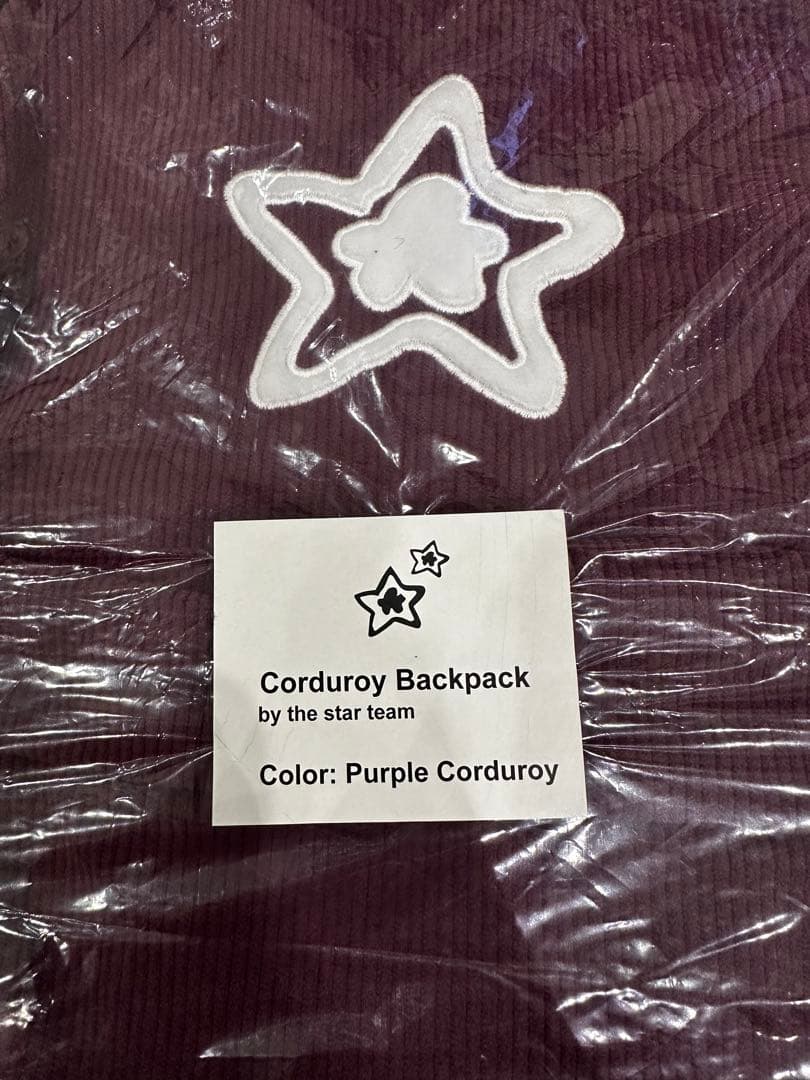 Corduroy Backpack
by the star team
Color: Purple Corduroy